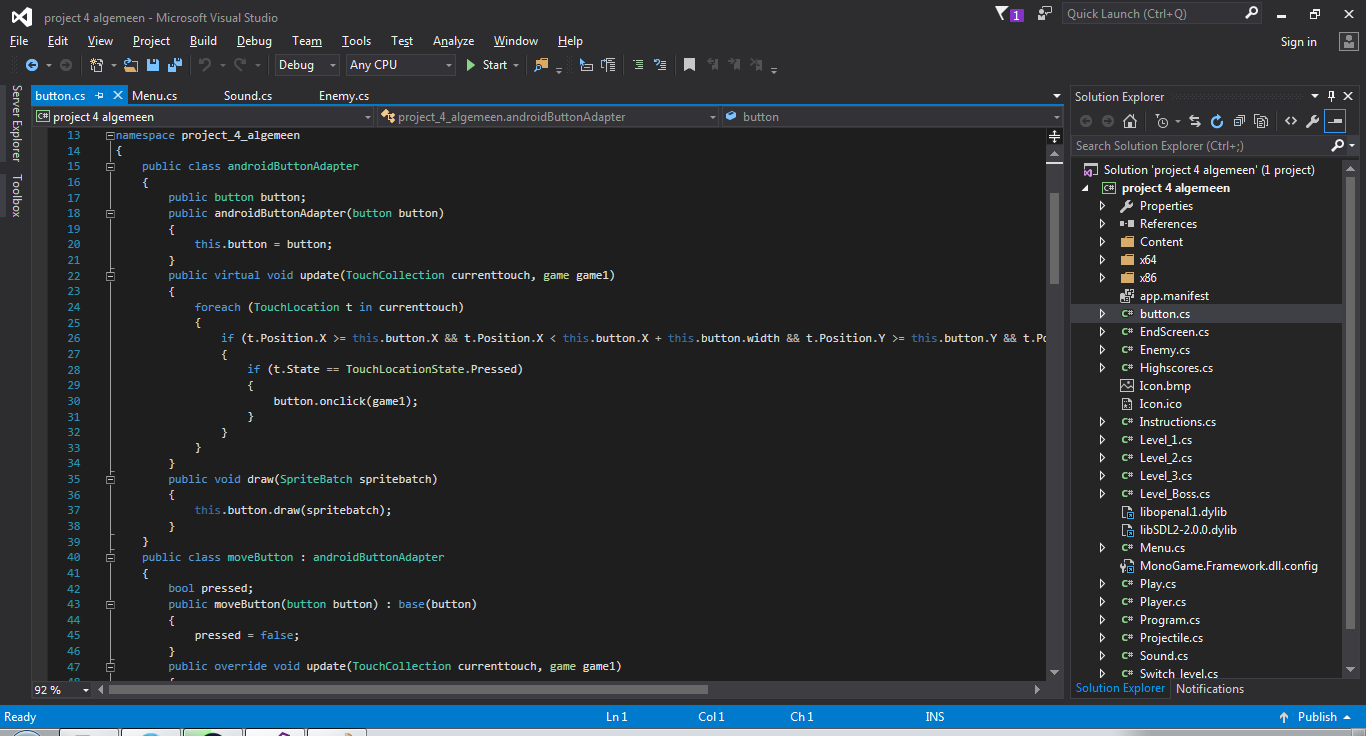 project 4 algemeen - Microsoft Visual Studio
1
Quick Launch (Ctrl+Q)
File Edit View Project Build Debug Team Tools Test Analyze Window Help
Sign in
Debug Any CPU Start
Server Explorer
Toolbox
button.cs Menu.cs Sound.cs Enemy.cs
C# project 4 algemeen project_4_algemeen.androidButtonAdapter button
13 namespace project_4_algemeen
14 {
15 public class androidButtonAdapter
16 {
17 public button button;
18 public androidButtonAdapter(button button)
19 {
20 this.button = button;
21 }
22 public virtual void update(TouchCollection currenttouch, game game1)
23 {
24 foreach (TouchLocation t in currenttouch)
25 {
26 if (t.Position.X >= this.button.X && t.Position.X < this.button.X + this.button.width && t.Position.Y >= this.button.Y && t.Po
27 {
28 if (t.State == TouchLocationState.Pressed)
29 {
30 button.onclick(game1);
31 }
32 }
33 }
34 }
35 public void draw(SpriteBatch spritebatch)
36 {
37 this.button.draw(spritebatch);
38 }
39 }
40 public class moveButton : androidButtonAdapter
41 {
42 bool pressed;
43 public moveButton(button button) : base(button)
44 {
45 pressed = false;
46 }
47 public override void update(TouchCollection currenttouch, game game1)
48 {
92 %
Solution Explorer
Search Solution Explorer (Ctrl+;)
Solution 'project 4 algemeen' (1 project)
C# project 4 algemeen
Properties
References
Content
x64
x86
app.manifest
C# button.cs
C# EndScreen.cs
C# Enemy.cs
C# Highscores.cs
Icon.bmp
Icon.ico
C# Instructions.cs
C# Level_1.cs
C# Level_2.cs
C# Level_3.cs
C# Level_Boss.cs
libopenal.1.dylib
libSDL2-2.0.0.dylib
C# Menu.cs
MonoGame.Framework.dll.config
C# Play.cs
C# Player.cs
C# Program.cs
C# Projectile.cs
C# Sound.cs
C# Switch_level.cs
Solution Explorer Notifications
Ready Ln 1 Col 1 Ch 1 INS Publish